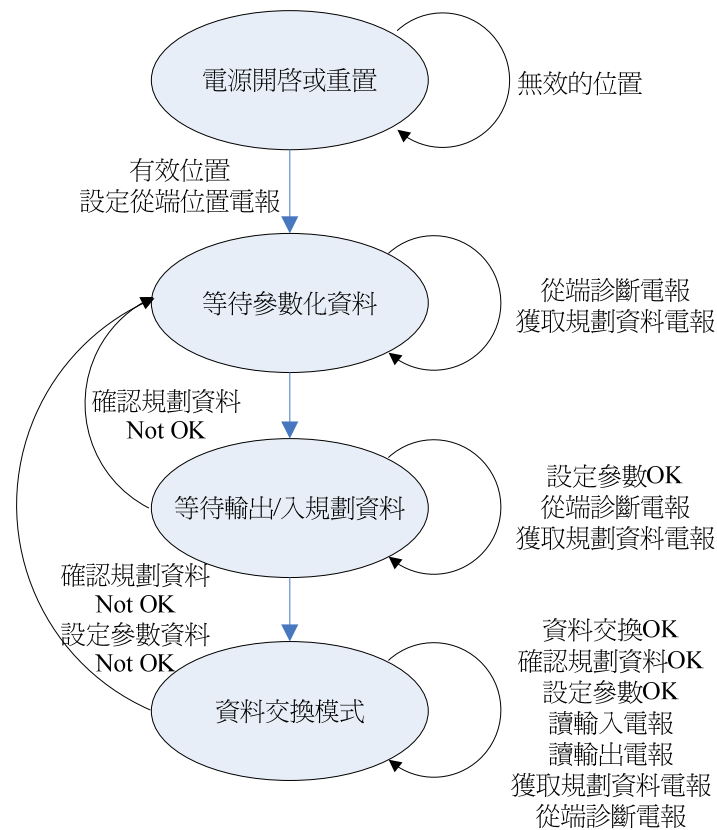 電源開啓或重置
無效的位置
有效位置
設定從端位置電報
等待參數化資料
從端診斷電報
獲取規劃資料電報
確認規劃資料
Not OK
等待輸出/入規劃資料
設定參數OK
從端診斷電報
獲取規劃資料電報
確認規劃資料
Not OK
設定參數資料
Not OK
資料交換模式
資料交換OK
確認規劃資料OK
設定參數OK
讀輸入電報
讀輸出電報
獲取規劃資料電報
從端診斷電報